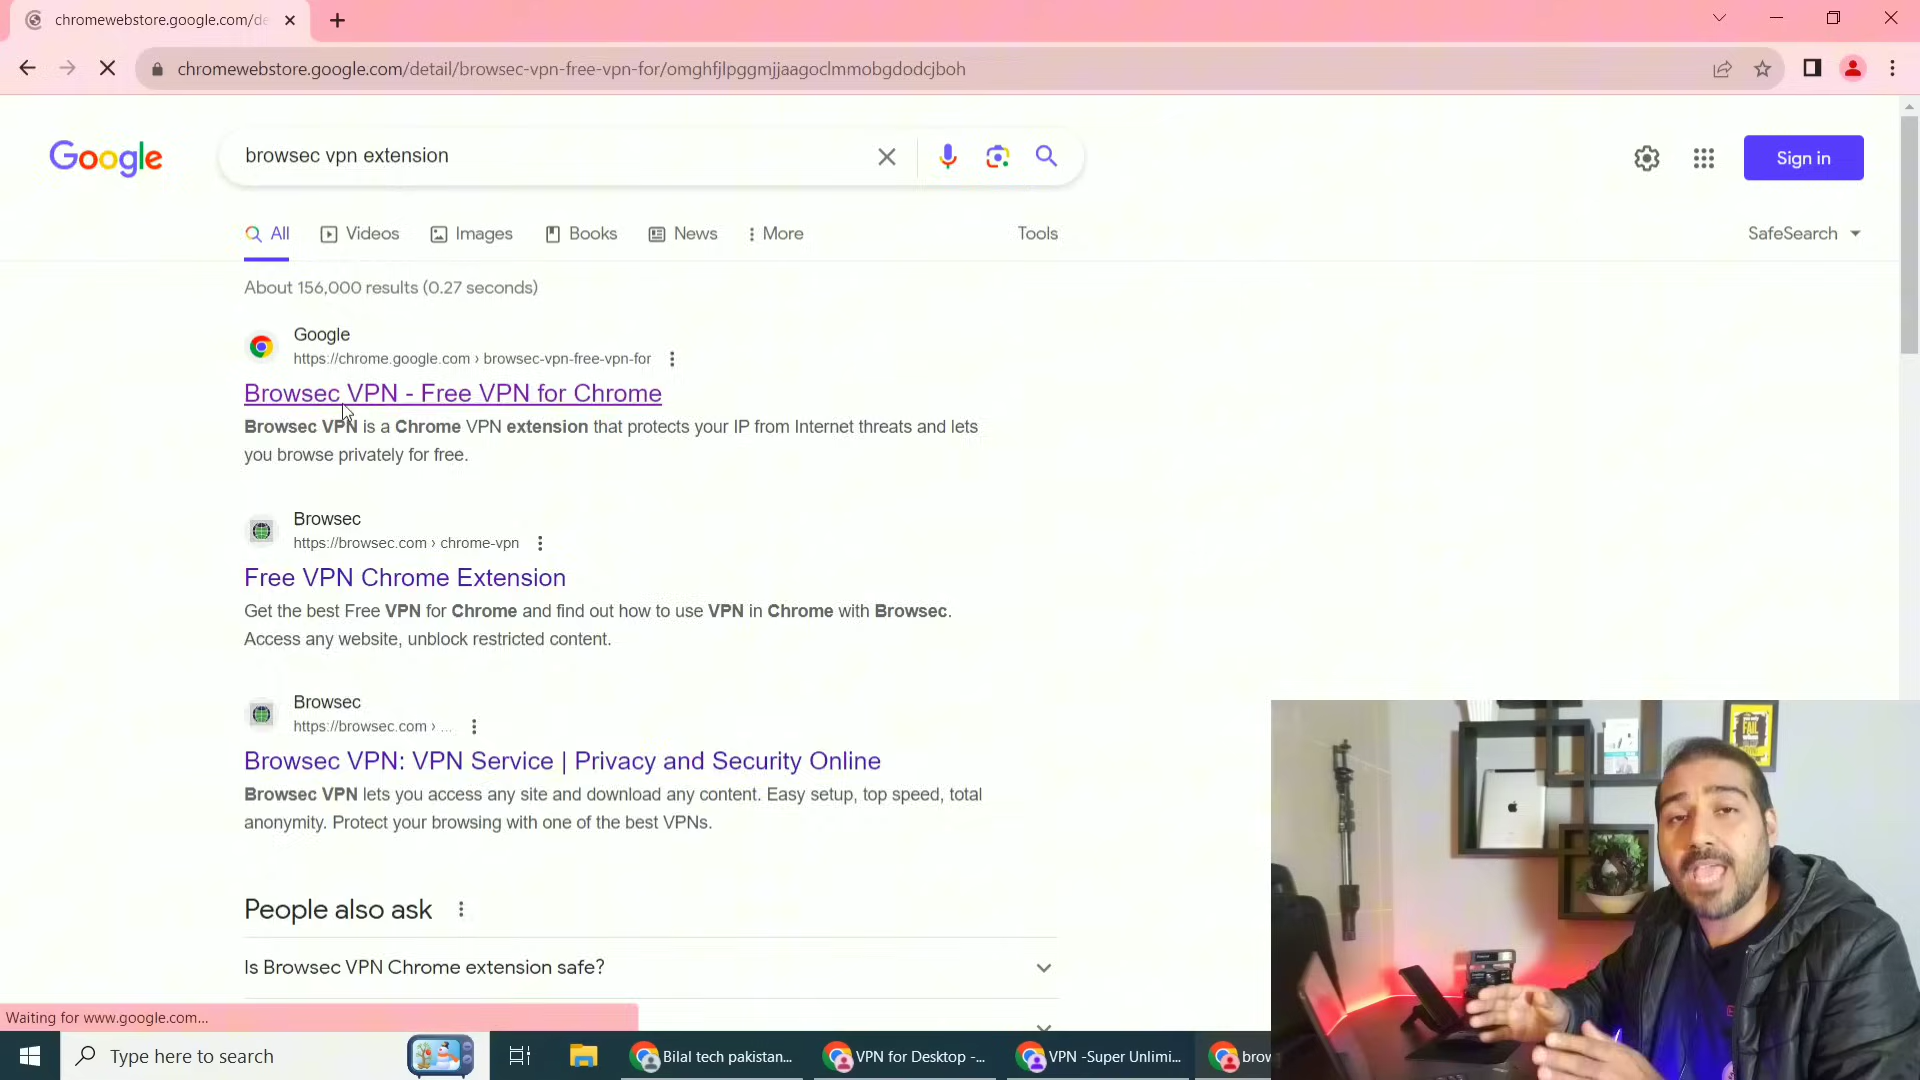 chromewebstore.google.com/de
chromewebstore.google.com/detail/browsec-vpn-free-vpn-for/omghfjlpggmjjaagoclmmobgdodcjboh
Google
browsec vpn extension
Sign in
All
Videos
Images
Books
News
More
Tools
SafeSearch
About 156,000 results (0.27 seconds)
Google
https://chrome.google.com › browsec-vpn-free-vpn-for
Browsec VPN - Free VPN for Chrome
Browsec VPN is a Chrome VPN extension that protects your IP from Internet threats and lets
you browse privately for free.
Browsec
https://browsec.com › chrome-vpn
Free VPN Chrome Extension
Get the best Free VPN for Chrome and find out how to use VPN in Chrome with Browsec.
Access any website, unblock restricted content.
Browsec
https://browsec.com › ...
Browsec VPN: VPN Service | Privacy and Security Online
Browsec VPN lets you access any site and download any content. Easy setup, top speed, total
anonymity. Protect your browsing with one of the best VPNs.
People also ask
Is Browsec VPN Chrome extension safe?
Waiting for www.google.com...
Type here to search
Bilal tech pakistan...
VPN for Desktop -...
VPN -Super Unlimi...
brow
FAIL